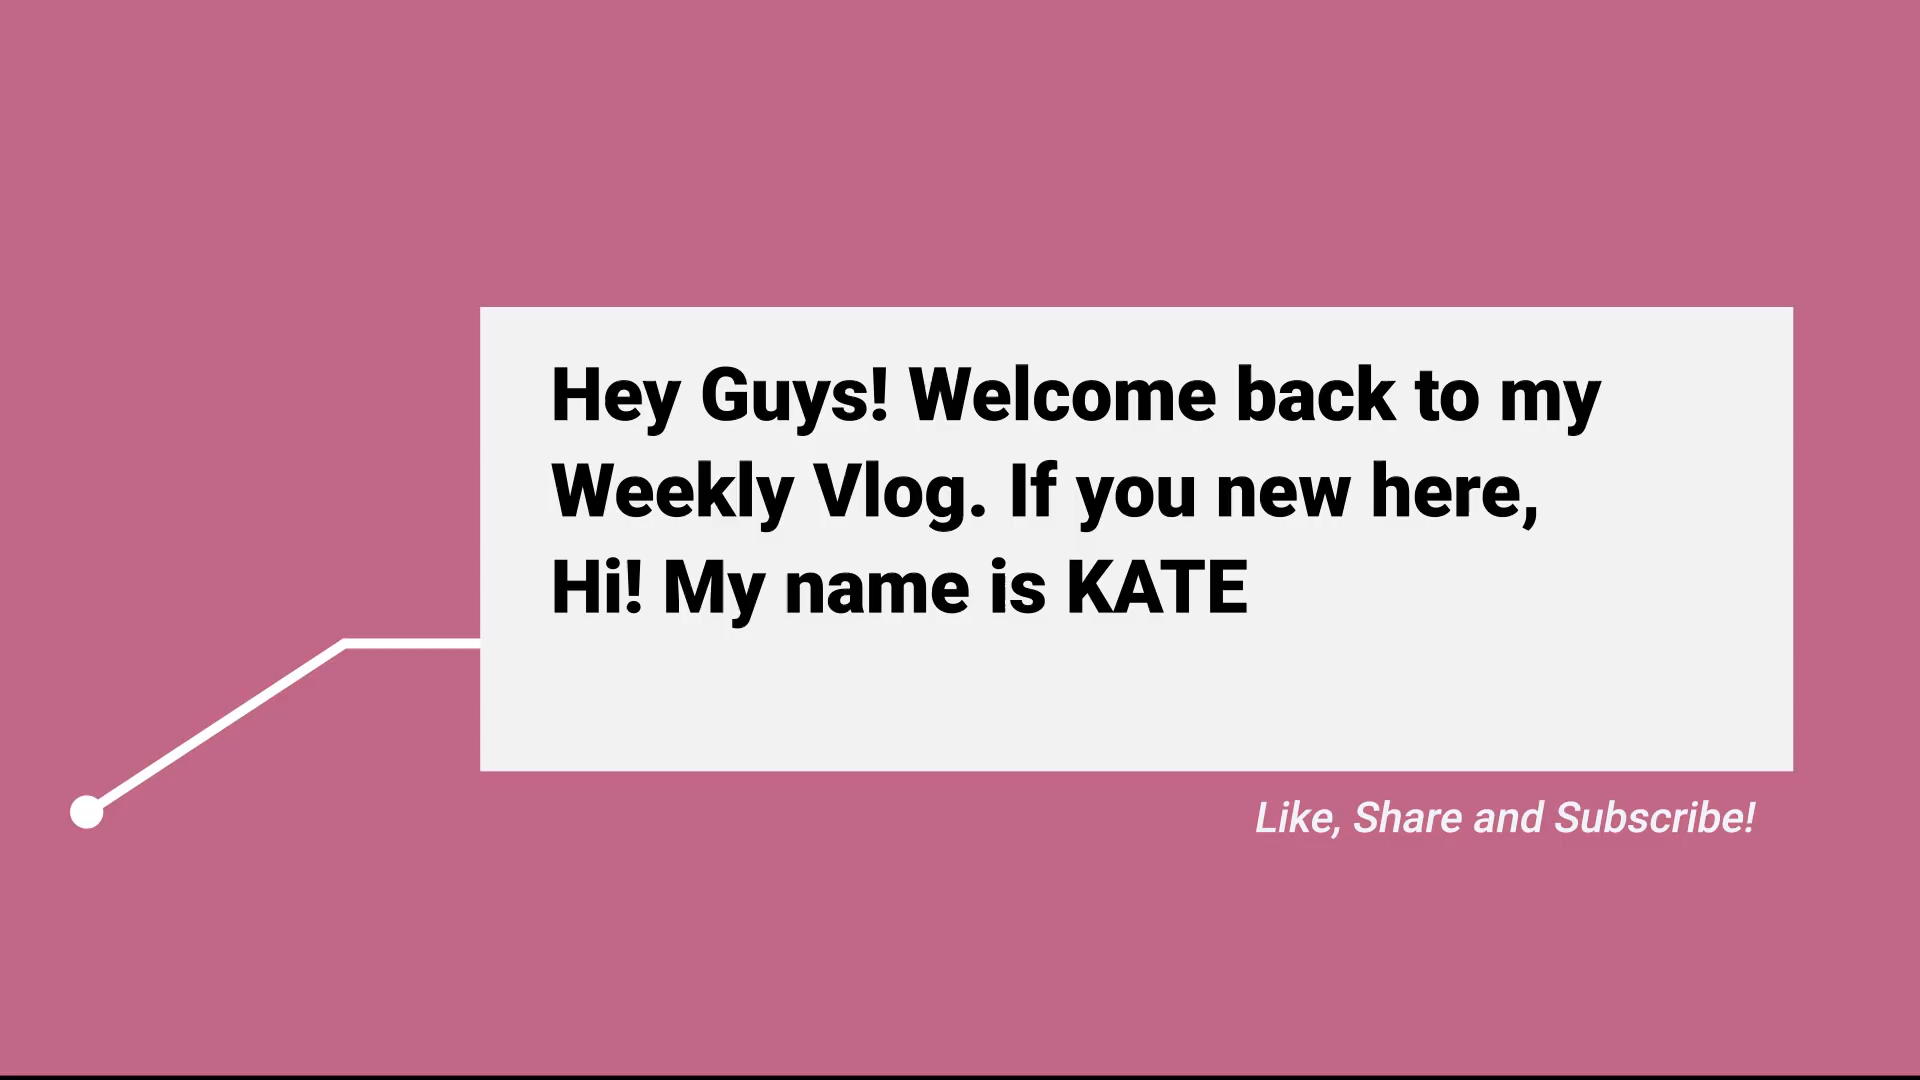 Hey Guys! Welcome back to my
Weekly Vlog. If you new here,
Hi! My name is KATE
Like, Share and Subscribe!